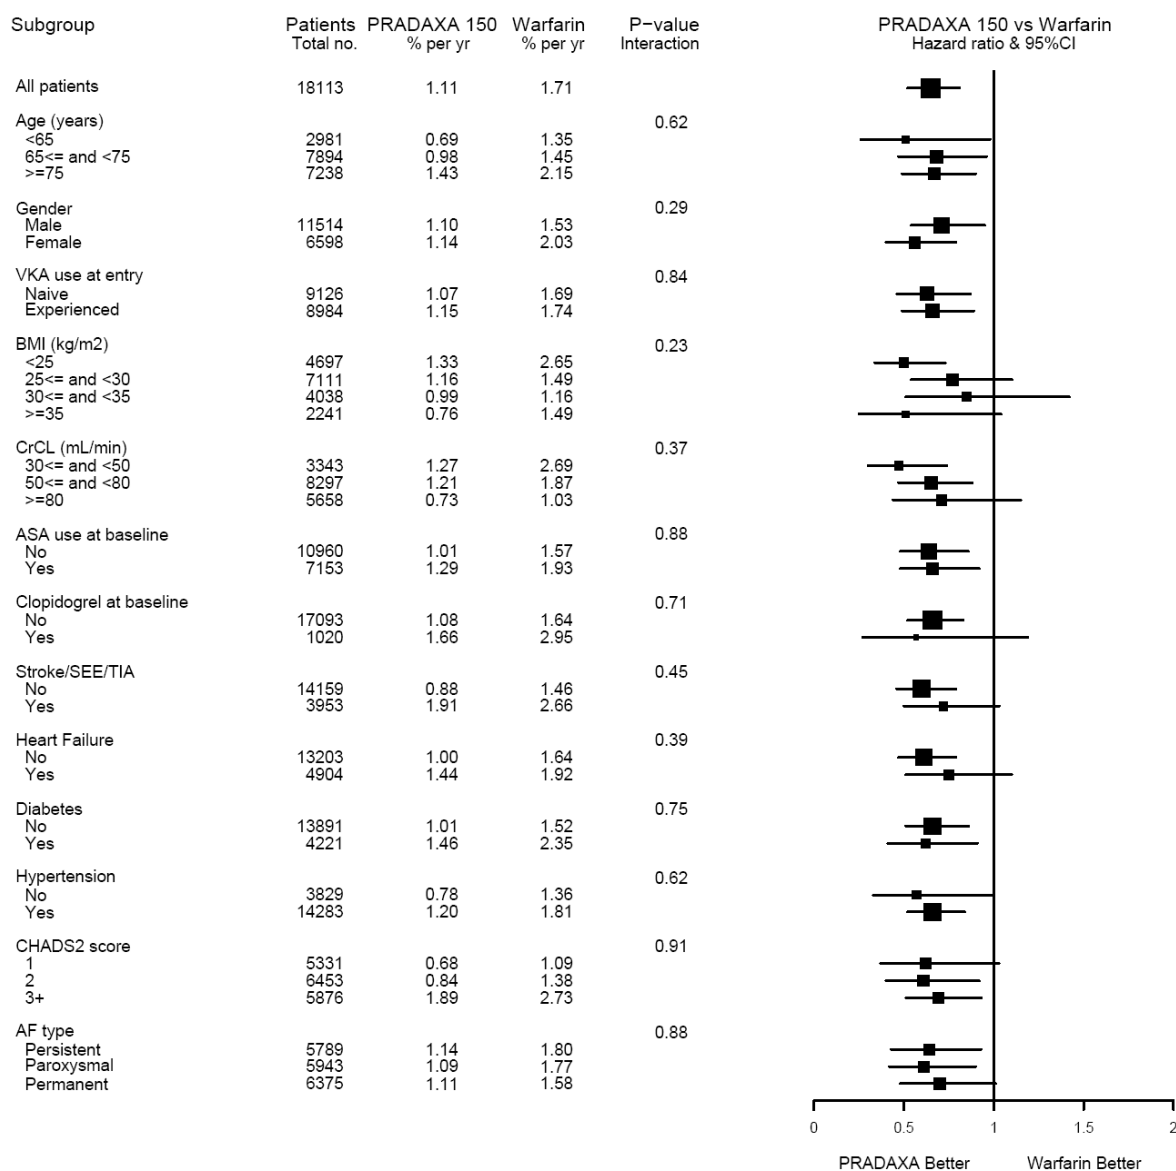 Subgroup Patients PRADAXA 150 Warfarin P-value PRADAXA 150 vs Warfarin
Total no. % per yr % per yr Interaction Hazard ratio & 95%CI
All patients 18113 1.11 1.71
Age (years) 0.62
<65 2981 0.69 1.35
65<= and <75 7894 0.98 1.45
>=75 7238 1.43 2.15
Gender 0.29
Male 11514 1.10 1.53
Female 6598 1.14 2.03
VKA use at entry 0.84
Naive 9126 1.07 1.69
Experienced 8984 1.15 1.74
BMI (kg/m2) 0.23
<25 4697 1.33 2.65
25<= and <30 7111 1.16 1.49
30<= and <35 4038 0.99 1.16
>=35 2241 0.76 1.49
CrCL (mL/min) 0.37
30<= and <50 3343 1.27 2.69
50<= and <80 8297 1.21 1.87
>=80 5658 0.73 1.03
ASA use at baseline 0.88
No 10960 1.01 1.57
Yes 7153 1.29 1.93
Clopidogrel at baseline 0.71
No 17093 1.08 1.64
Yes 1020 1.66 2.95
Stroke/SEE/TIA 0.45
No 14159 0.88 1.46
Yes 3953 1.91 2.66
Heart Failure 0.39
No 13203 1.00 1.64
Yes 4904 1.44 1.92
Diabetes 0.75
No 13891 1.01 1.52
Yes 4221 1.46 2.35
Hypertension 0.62
No 3829 0.78 1.36
Yes 14283 1.20 1.81
CHADS2 score 0.91
1 5331 0.68 1.09
2 6453 0.84 1.38
3+ 5876 1.89 2.73
AF type 0.88
Persistent 5789 1.14 1.80
Paroxysmal 5943 1.09 1.77
Permanent 6375 1.11 1.58
0 0.5 1 1.5 2
PRADAXA Better Warfarin Better